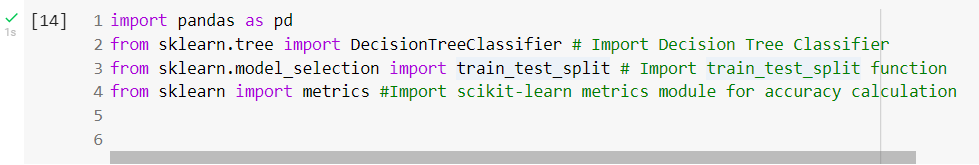 [14] 1 import pandas as pd
1s 2 from sklearn.tree import DecisionTreeClassifier # Import Decision Tree Classifier
3 from sklearn.model_selection import train_test_split # Import train_test_split function
4 from sklearn import metrics #Import scikit-learn metrics module for accuracy calculation
5
6